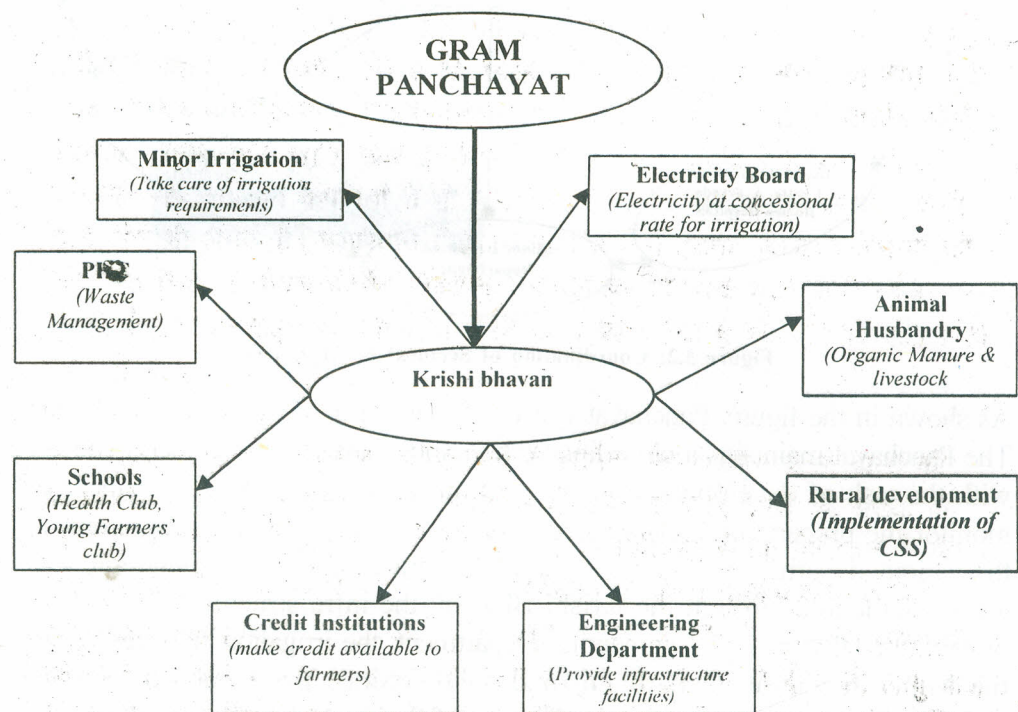 GRAM
PANCHAYAT
Minor Irrigation
(Take care of irrigation
requirements)
Electricity Board
(Electricity at concesional
rate for irrigation)
(Waste
Management)
Animal
Husbandry
(Organic Manure &
livestock
Krishi bhavan
Schools
(Health Club,
Young Farmers'
club)
Rural development
(Implementation of
CSS)
Credit Institutions
(make credit available to
farmers)
Engineering
Department
(Provide infrastructure
facilities)